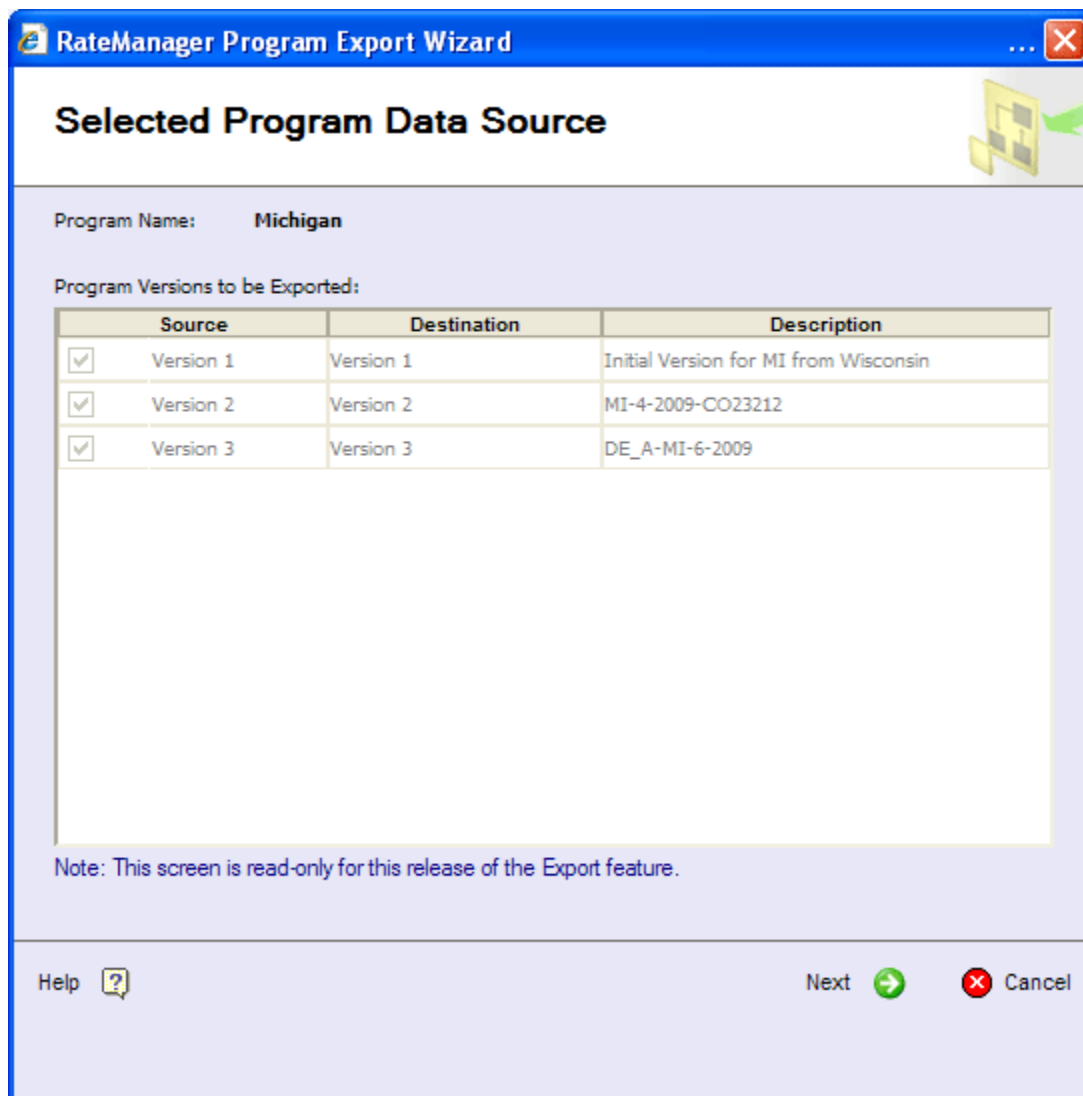 RateManager Program Export Wizard ...
Selected Program Data Source
Program Name: Michigan
Program Versions to be Exported:
Source Destination Description
Version 1 Version 1 Initial Version for MI from Wisconsin
Version 2 Version 2 MI-4-2009-CO23212
Version 3 Version 3 DE_A-MI-6-2009
Note: This screen is read-only for this release of the Export feature.
Help ? Next Cancel